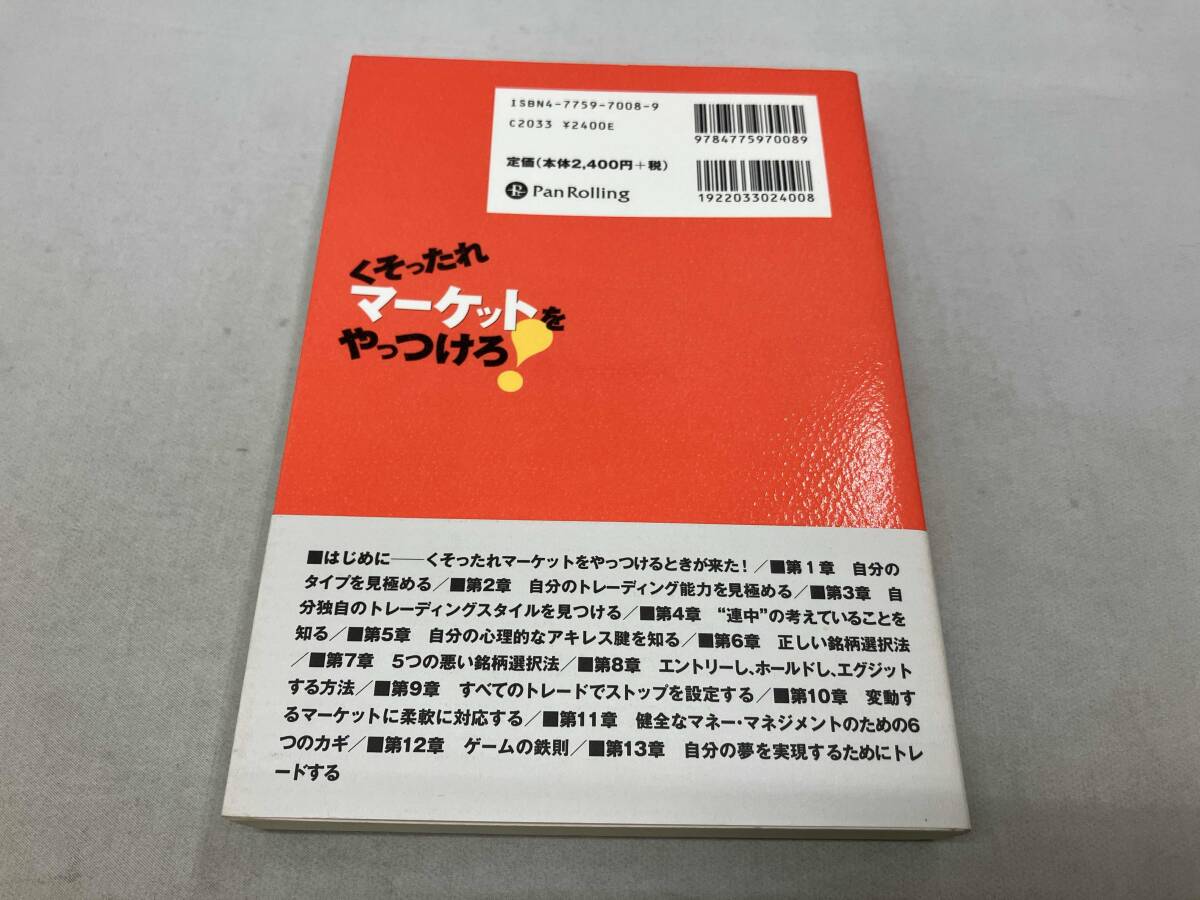 ISBN4-7759-7008-9
C2033 ¥2400E
定価(本体2,400円+税)
Pan Rolling
9784775970089
1922033024008
くそったれ
マーケットを
やっつけろ!
■はじめに――くそったれマーケットをやっつけるときが来た!/■第1章 自分の
タイプを見極める/■第2章 自分のトレーディング能力を見極める/■第3章 自
分独自のトレーディングスタイルを見つける/■第4章 “連中”の考えていることを
知る/■第5章 自分の心理的なアキレス腱を知る/■第6章 正しい銘柄選択法
/■第7章 5つの悪い銘柄選択法/■第8章 エントリーし、ホールドし、エグジット
する方法/■第9章 すべてのトレードでストップを設定する/■第10章 変動す
るマーケットに柔軟に対応する/■第11章 健全なマネー・マネジメントのための6
つのカギ/■第12章 ゲームの鉄則/■第13章 自分の夢を実現するためにトレ
ードする